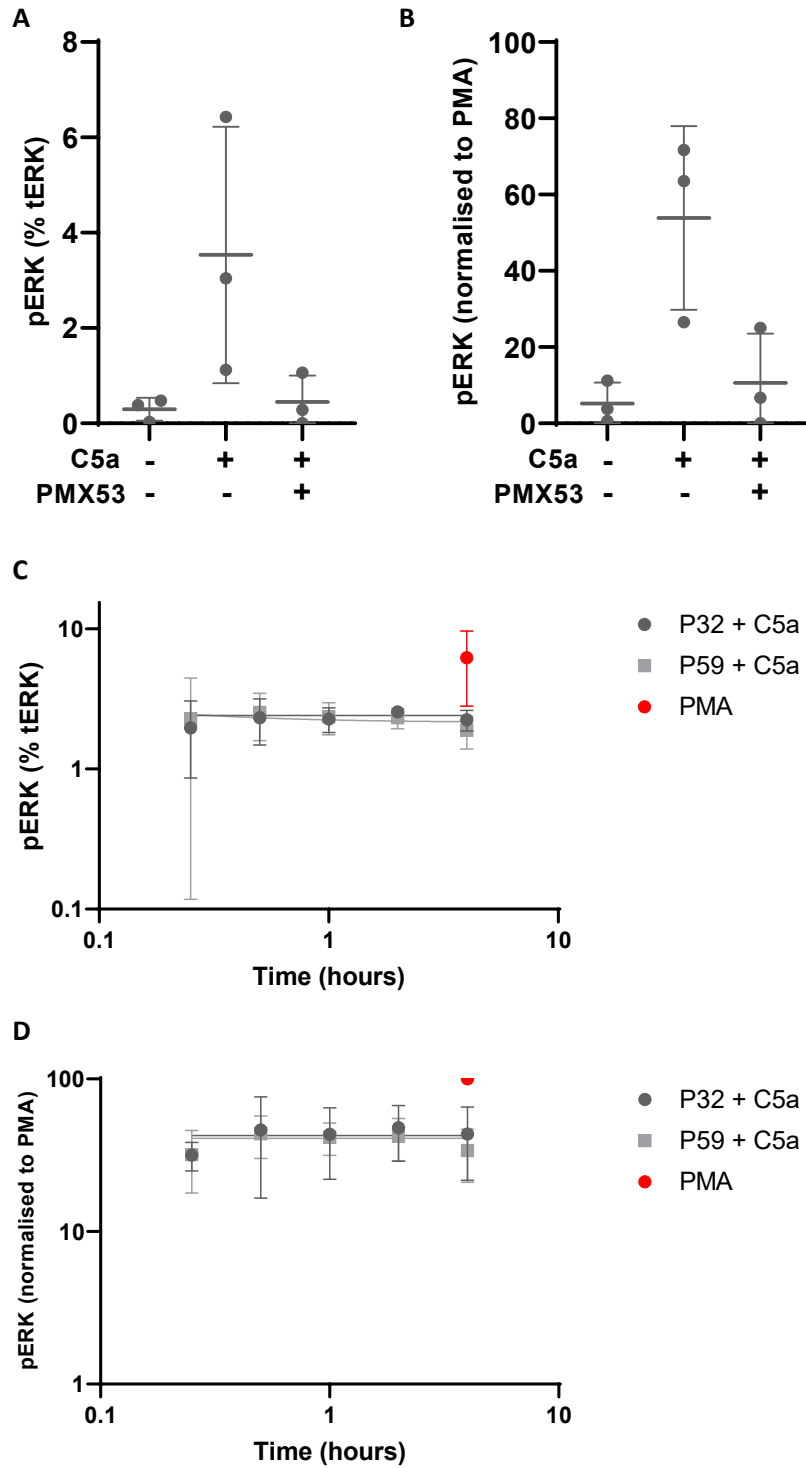 A
pERK (% tERK)
8
6
4
2
0
C5a - + +
PMX53 - - +
B
pERK (normalised to PMA)
100
80
60
40
20
0
C5a - + +
PMX53 - - +
C
pERK (% tERK)
10
1
0.1
0.1 1 10
Time (hours)
P32 + C5a
P59 + C5a
PMA
D
pERK (normalised to PMA)
100
10
1
0.1 1 10
Time (hours)
P32 + C5a
P59 + C5a
PMA